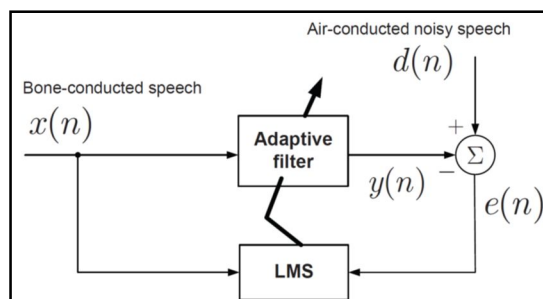 Air-conducted noisy speech
d(n)
Bone-conducted speech
x(n)
Adaptive
filter
+
Σ
−
y(n)
e(n)
LMS